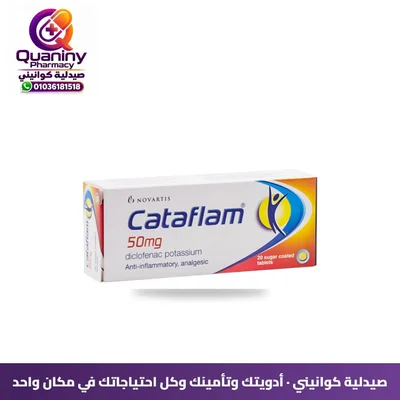 Quaniny
Pharmacy
صيدلية كوانيني
01036181518
NOVARTIS
Cataflam®
50mg
diclofenac potassium
Anti-inflammatory, analgesic
20 sugar coated
tablets
صيدلية كوانيني · أدويتك وتأمينك وكل احتياجاتك في مكان واحد